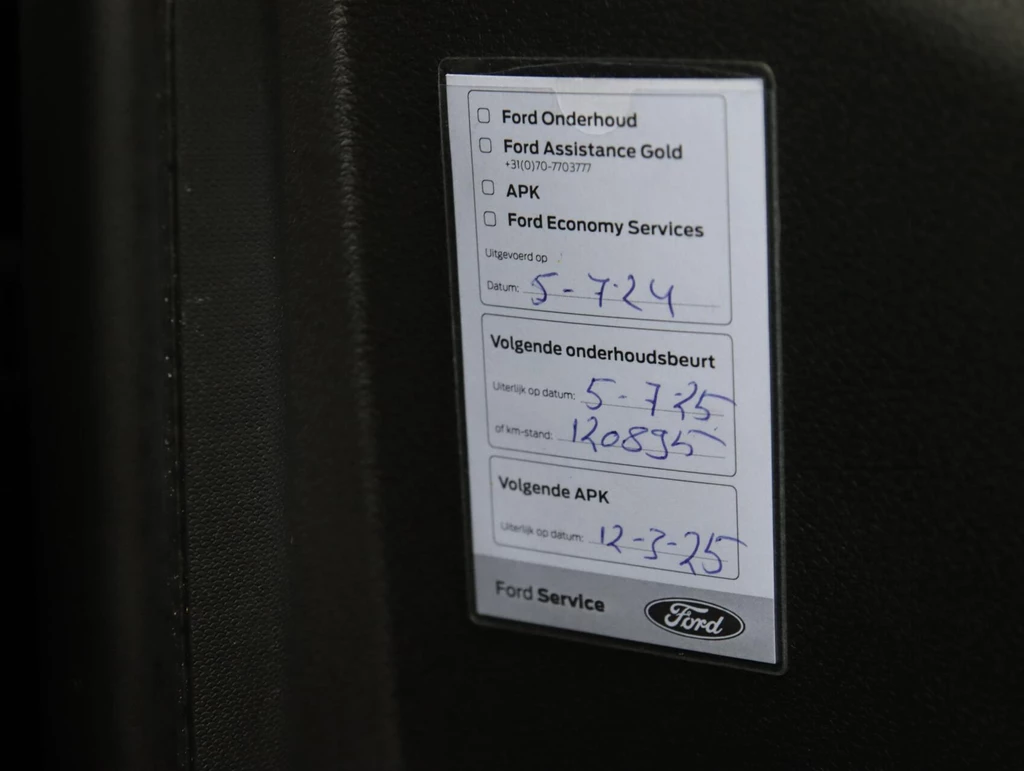 Ford Onderhoud
Ford Assistance Gold
+31(0)70-7703777
APK
Ford Economy Services
Uitgevoerd op
Datum: 5-7-24
Volgende onderhoudsbeurt
Uiterlijk op datum: 5-7-25
of km-stand: 120895
Volgende APK
Uiterlijk op datum: 12-3-25
Ford Service
Ford